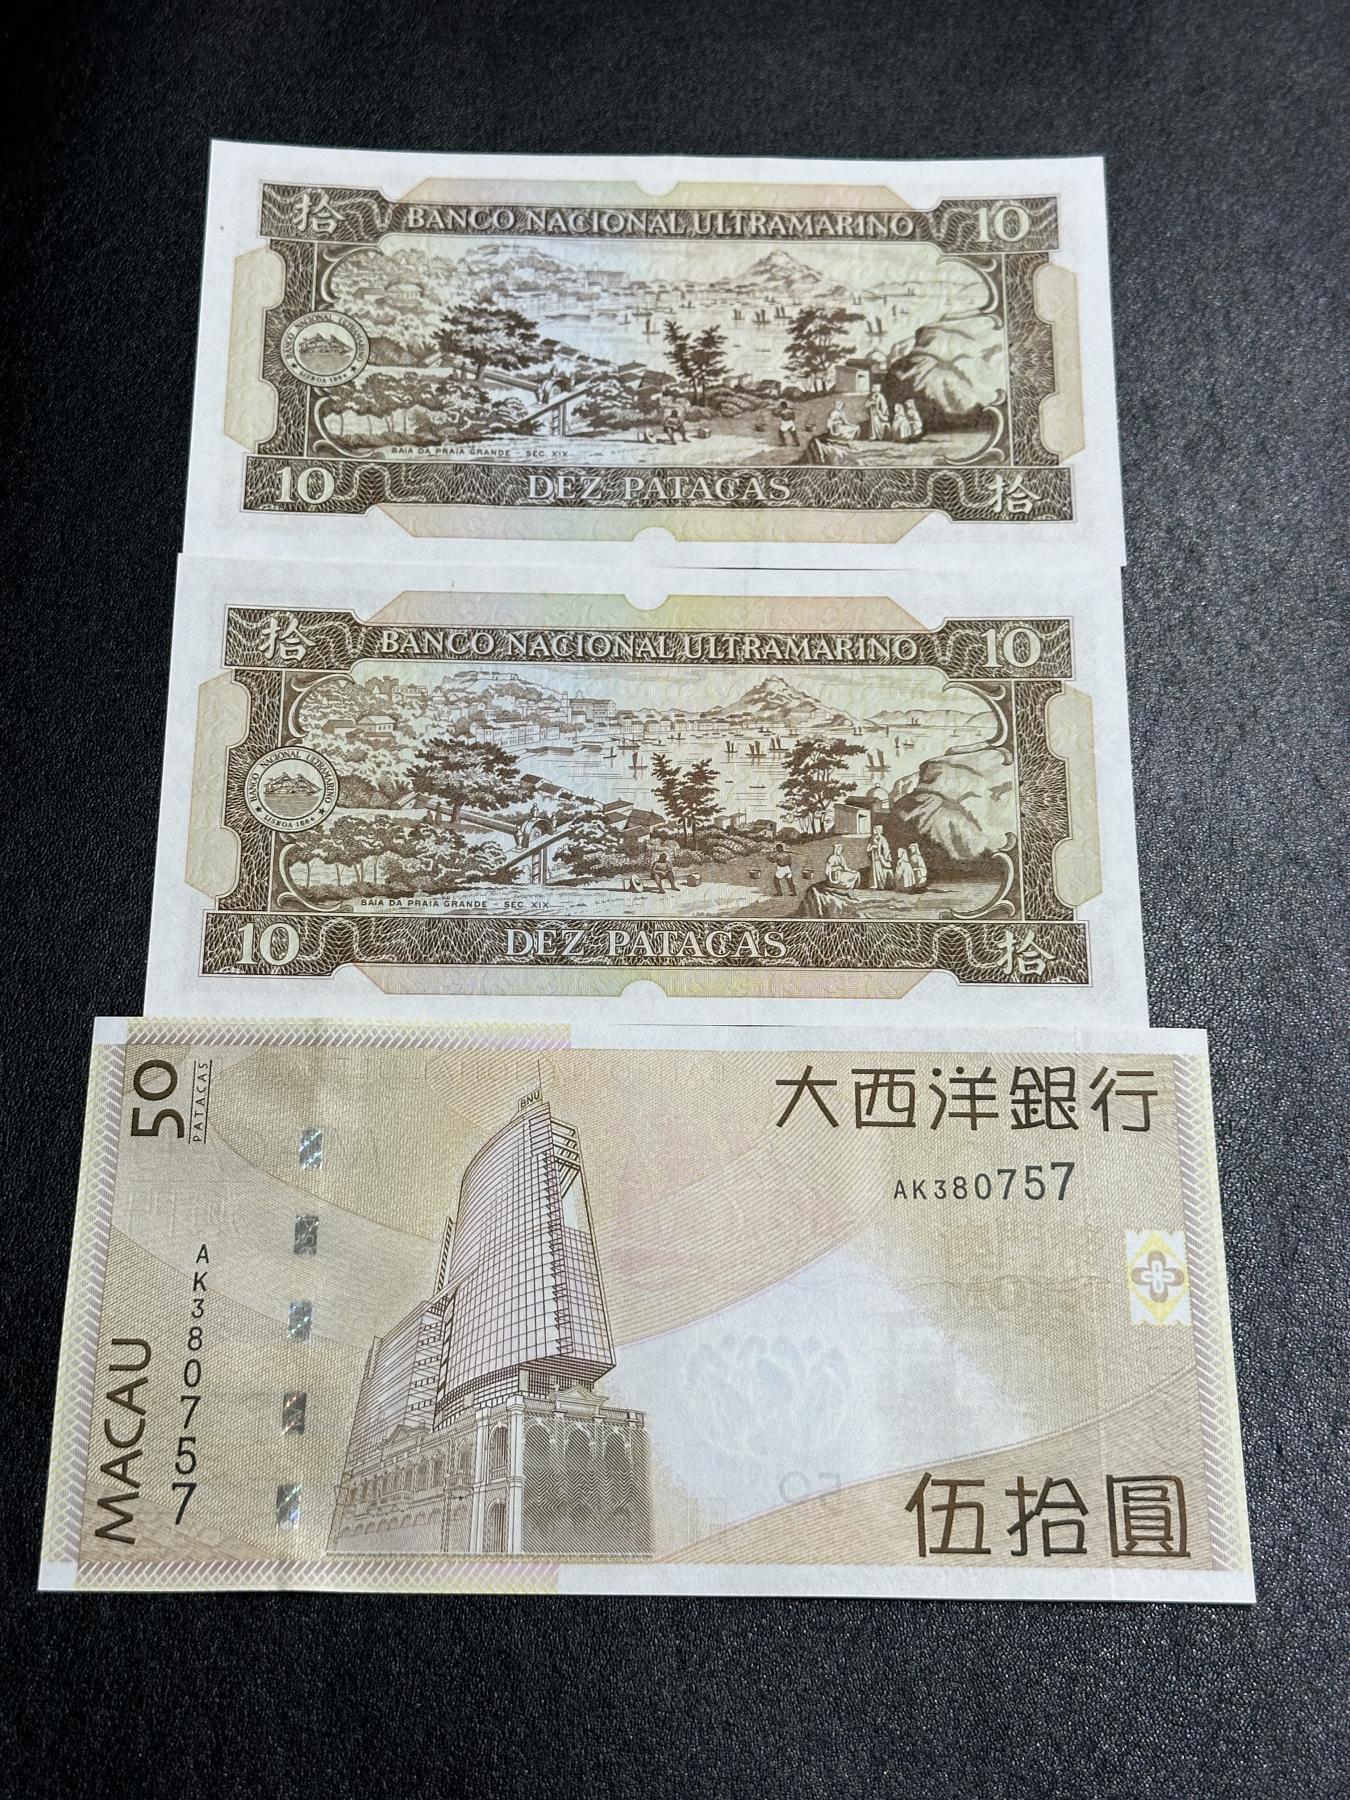 拾 BANCO NACIONAL ULTRAMARINO 10
BANCO NACIONAL ULTRAMARINO
LISBOA 1864
BAIA DA PRAIA GRANDE - SEC. XIX
10 DEZ PATACAS 拾
拾 BANCO NACIONAL ULTRAMARINO 10
BANCO NACIONAL ULTRAMARINO
LISBOA 1864
BAIA DA PRAIA GRANDE - SEC. XIX
10 DEZ PATACAS 拾
50
PATACAS
BNU
大西洋銀行
AK380757
AK380757
MACAU
50
伍拾圓